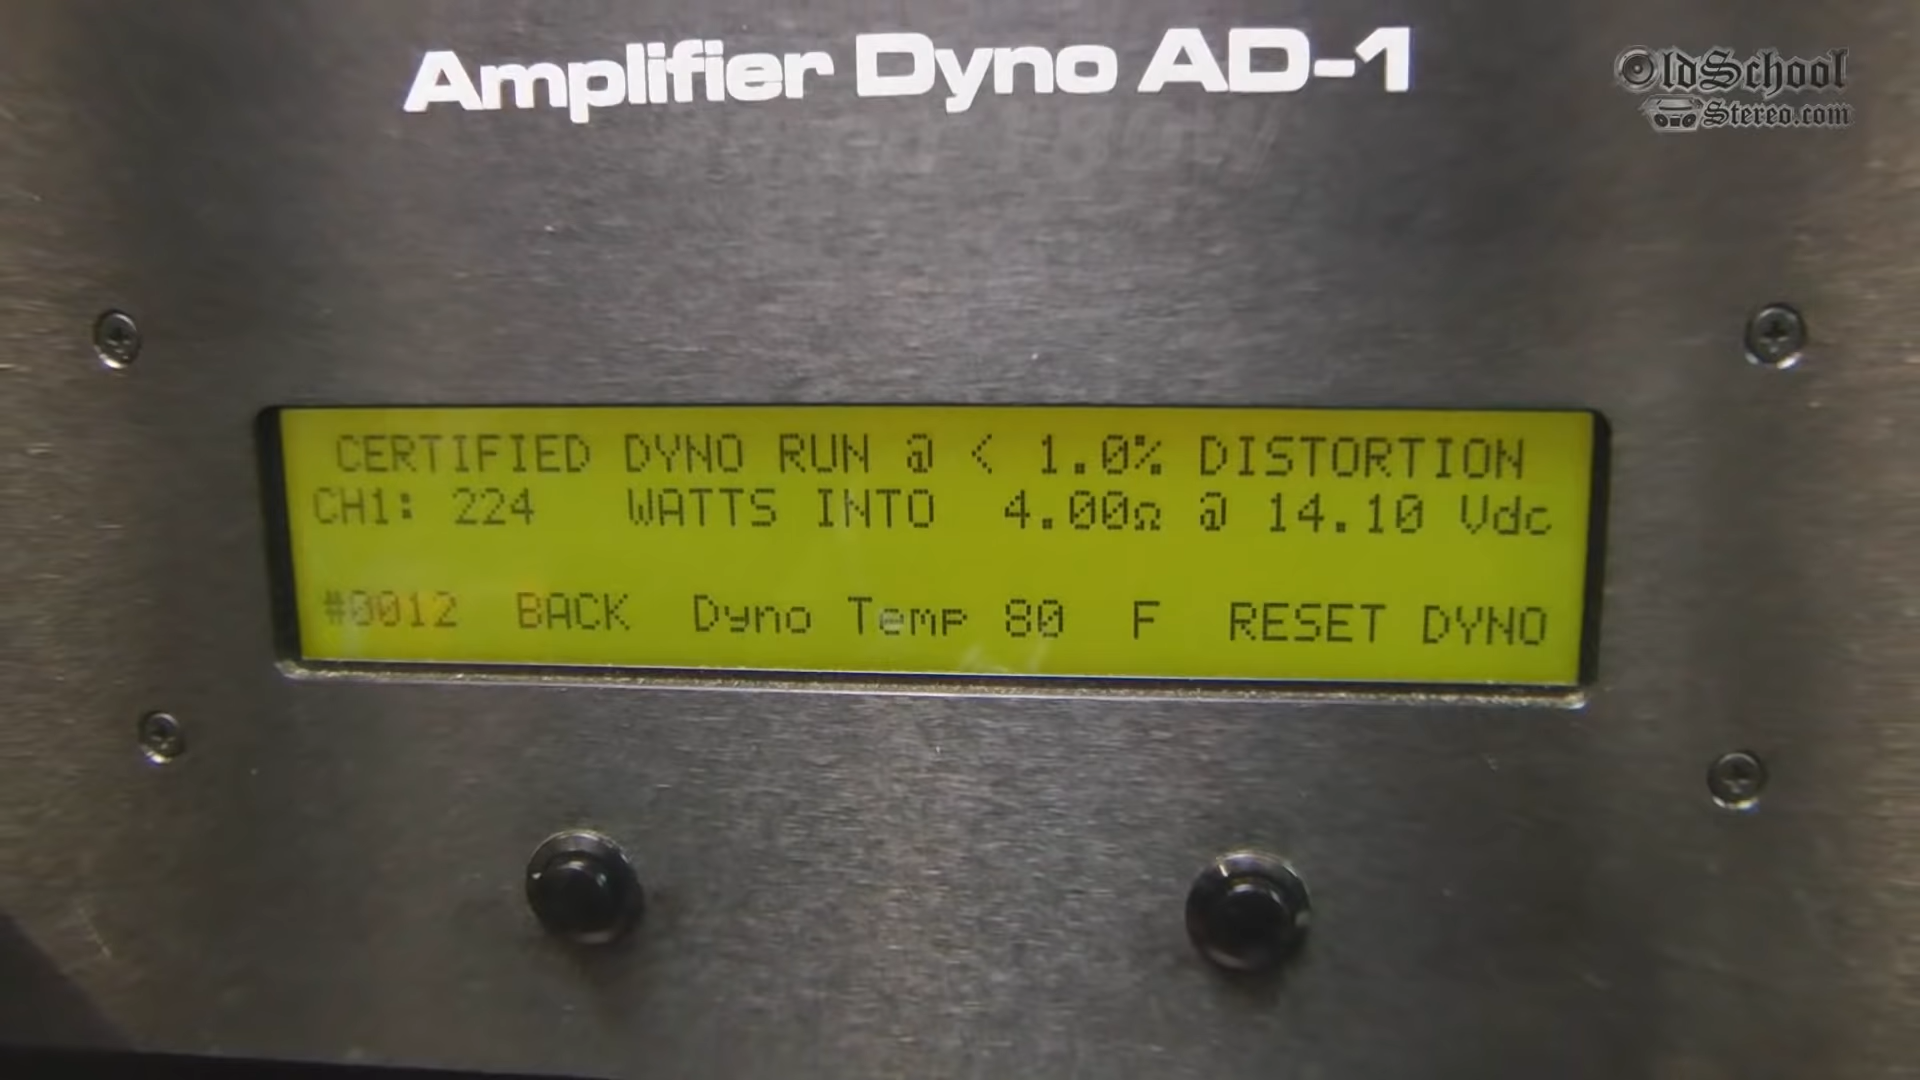 Amplifier Dyno AD-1
OldSchool
Stereo.com
CERTIFIED DYNO RUN @ < 1.0% DISTORTION
CH1: 224 WATTS INTO 4.00Ω @ 14.10 Vdc
#0012 BACK Dyno Temp 80 F RESET DYNO